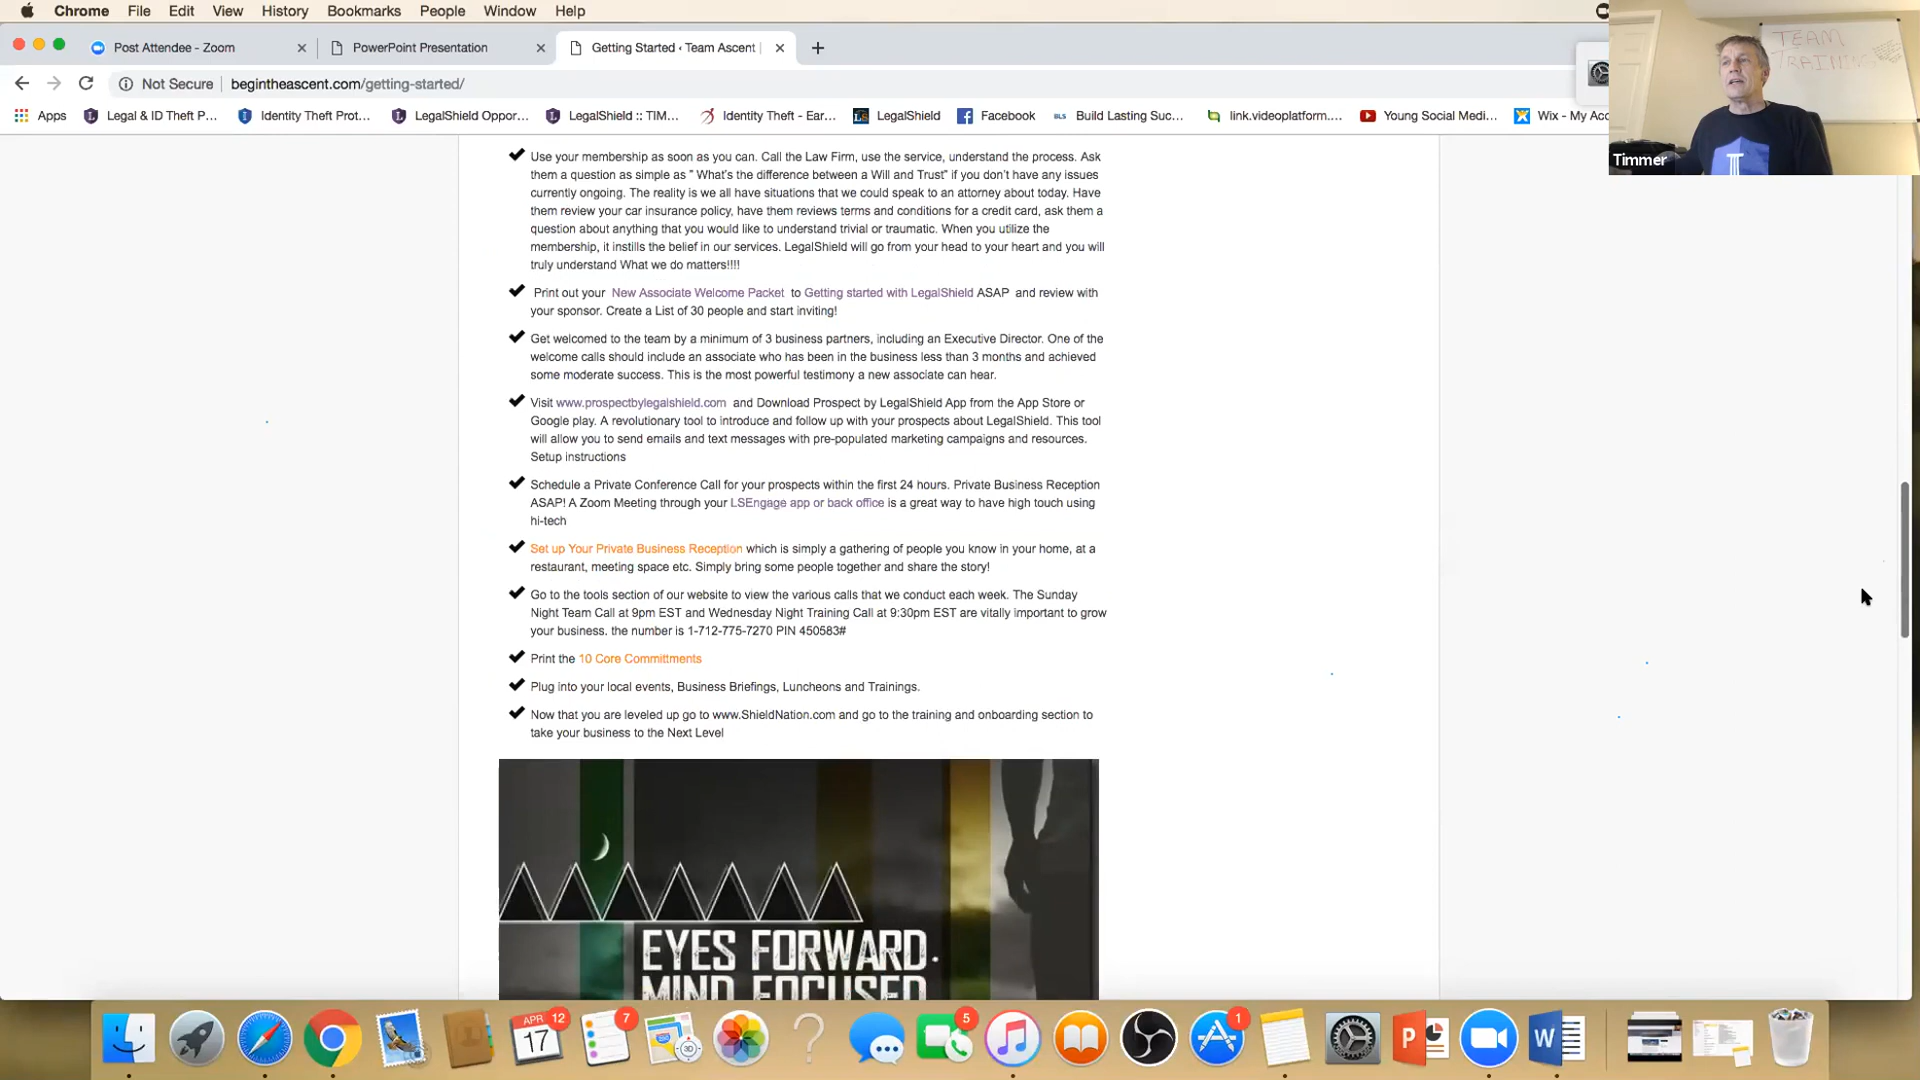 Chrome File Edit View History Bookmarks People Window Help
Post Attendee - Zoom
PowerPoint Presentation
Getting Started ‹ Team Ascent |
Not Secure | begintheascent.com/getting-started/
Apps
Legal & ID Theft P...
Identity Theft Prot...
LegalShield Oppor...
LegalShield :: TIM...
Identity Theft - Ear...
LegalShield
Facebook
Build Lasting Suc...
link.videoplatform....
Young Social Medi...
Wix - My Acc
TEAM
TRAINING
Timmer
Use your membership as soon as you can. Call the Law Firm, use the service, understand the process. Ask
them a question as simple as " What's the difference between a Will and Trust" if you don't have any issues
currently ongoing. The reality is we all have situations that we could speak to an attorney about today. Have
them review your car insurance policy, have them reviews terms and conditions for a credit card, ask them a
question about anything that you would like to understand trivial or traumatic. When you utilize the
membership, it instills the belief in our services. LegalShield will go from your head to your heart and you will
truly understand What we do matters!!!!
Print out your New Associate Welcome Packet to Getting started with LegalShield ASAP and review with
your sponsor. Create a List of 30 people and start inviting!
Get welcomed to the team by a minimum of 3 business partners, including an Executive Director. One of the
welcome calls should include an associate who has been in the business less than 3 months and achieved
some moderate success. This is the most powerful testimony a new associate can hear.
Visit www.prospectbylegalshield.com and Download Prospect by LegalShield App from the App Store or
Google play. A revolutionary tool to introduce and follow up with your prospects about LegalShield. This tool
will allow you to send emails and text messages with pre-populated marketing campaigns and resources.
Setup instructions
Schedule a Private Conference Call for your prospects within the first 24 hours. Private Business Reception
ASAP! A Zoom Meeting through your LSEngage app or back office is a great way to have high touch using
hi-tech
Set up Your Private Business Reception which is simply a gathering of people you know in your home, at a
restaurant, meeting space etc. Simply bring some people together and share the story!
Go to the tools section of our website to view the various calls that we conduct each week. The Sunday
Night Team Call at 9pm EST and Wednesday Night Training Call at 9:30pm EST are vitally important to grow
your business. the number is 1-712-775-7270 PIN 450583#
Print the 10 Core Committments
Plug into your local events, Business Briefings, Luncheons and Trainings.
Now that you are leveled up go to www.ShieldNation.com and go to the training and onboarding section to
take your business to the Next Level
EYES FORWARD.
MIND FOCUSED
APR
17
12
7
5
1
3D